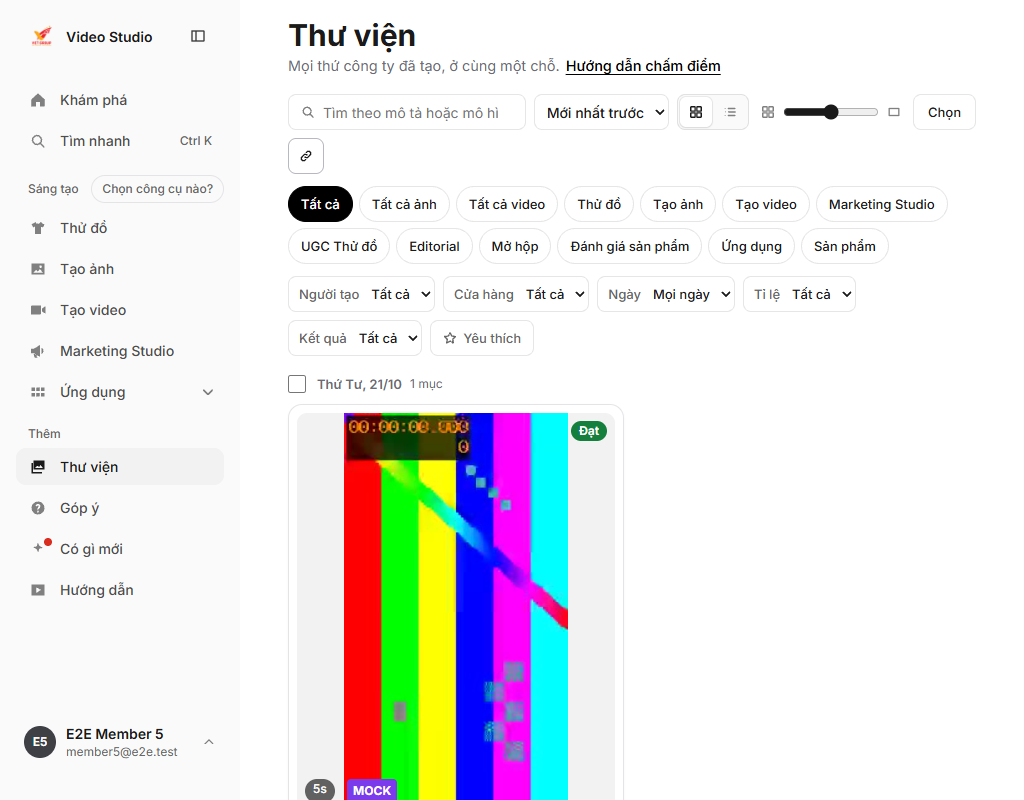 Video Studio
Khám phá
Tìm nhanh Ctrl K
Sáng tạo Chọn công cụ nào?
Thử đồ
Tạo ảnh
Tạo video
Marketing Studio
Ứng dụng
Thêm
Thư viện
Góp ý
Có gì mới
Hướng dẫn
E5 E2E Member 5
member5@e2e.test
Thư viện
Mọi thứ công ty đã tạo, ở cùng một chỗ. Hướng dẫn chấm điểm
Tìm theo mô tả hoặc mô hì Mới nhất trước Chọn
Tất cả Tất cả ảnh Tất cả video Thử đồ Tạo ảnh Tạo video Marketing Studio
UGC Thử đồ Editorial Mở hộp Đánh giá sản phẩm Ứng dụng Sản phẩm
Người tạo Tất cả Cửa hàng Tất cả Ngày Mọi ngày Tỉ lệ Tất cả
Kết quả Tất cả Yêu thích
Thứ Tư, 21/10 1 mục
00:00:00.000
0
Đạt
5s MOCK